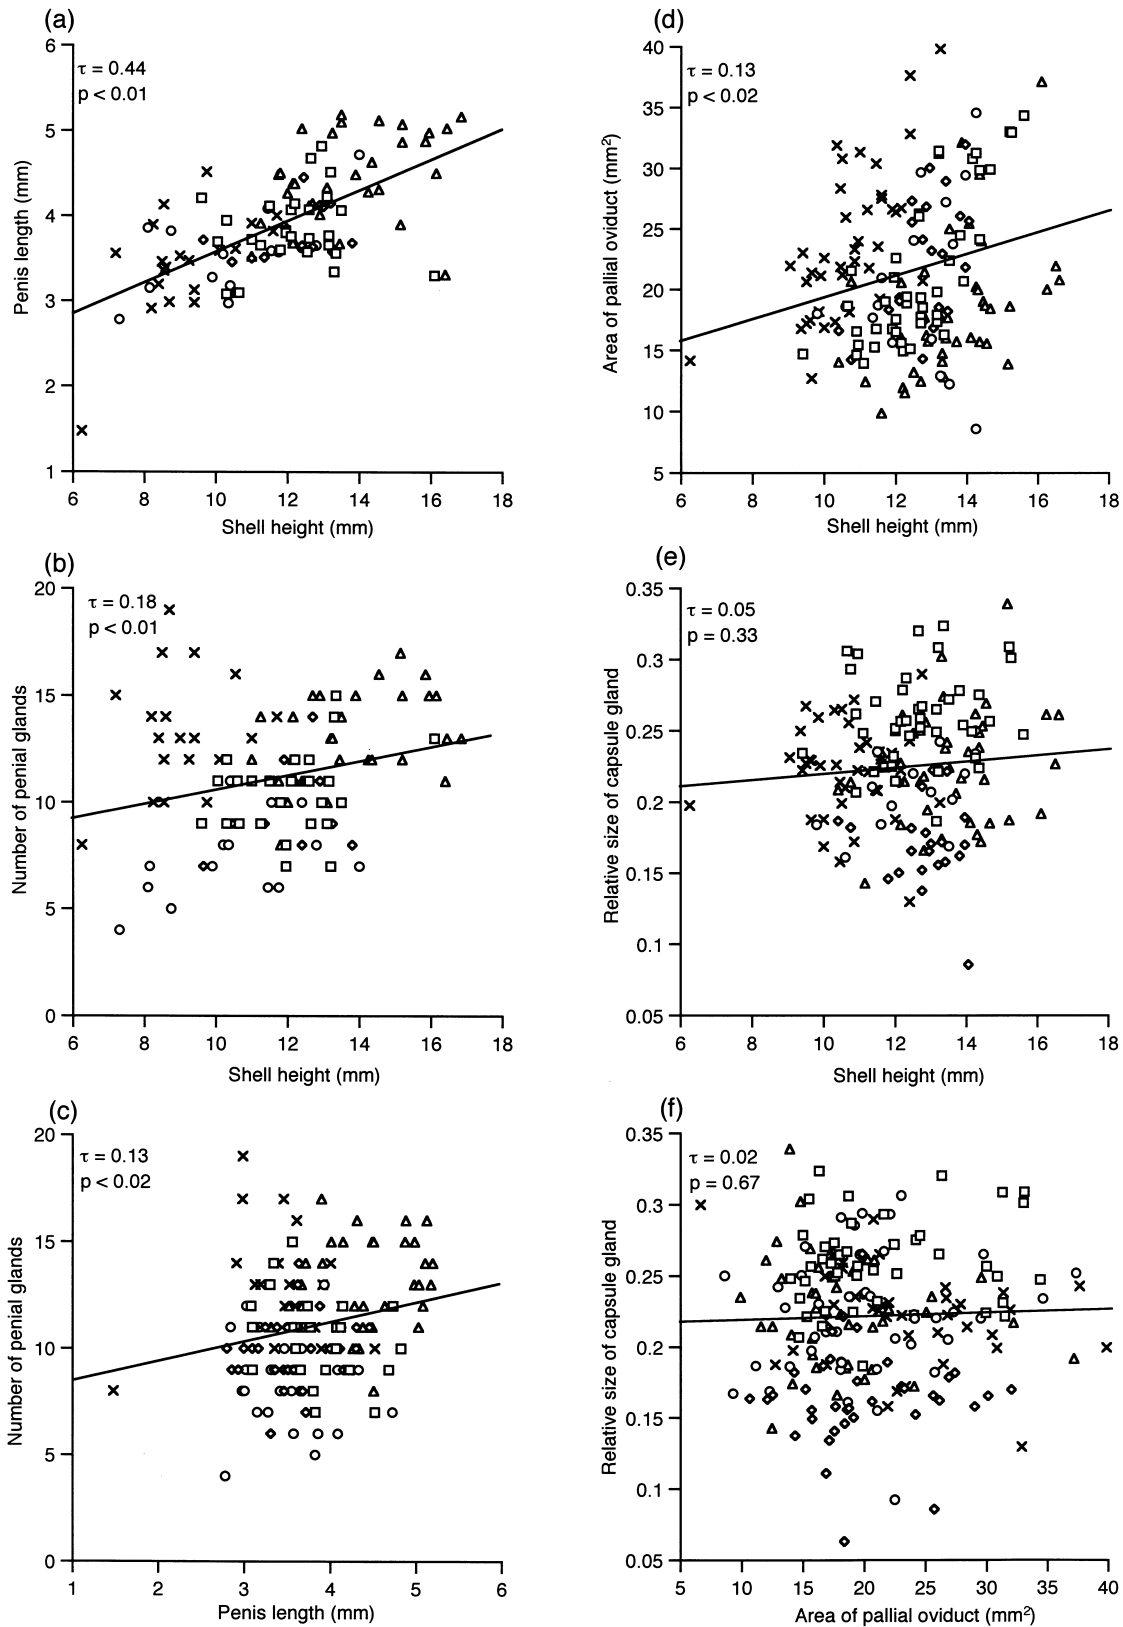 (a)
6
5
4
3
2
1
τ = 0.44
p < 0.01
Penis length (mm)
6 8 10 12 14 16 18
Shell height (mm)
(d)
40
35
30
25
20
15
10
5
τ = 0.13
p < 0.02
Area of pallial oviduct (mm²)
6 8 10 12 14 16 18
Shell height (mm)
(b)
20
15
10
5
0
τ = 0.18
p < 0.01
Number of penial glands
6 8 10 12 14 16 18
Shell height (mm)
(e)
0.35
0.3
0.25
0.2
0.15
0.1
0.05
τ = 0.05
p = 0.33
Relative size of capsule gland
6 8 10 12 14 16 18
Shell height (mm)
(c)
20
15
10
5
0
τ = 0.13
p < 0.02
Number of penial glands
1 2 3 4 5 6
Penis length (mm)
(f)
0.35
0.3
0.25
0.2
0.15
0.1
0.05
τ = 0.02
p = 0.67
Relative size of capsule gland
5 10 15 20 25 30 35 40
Area of pallial oviduct (mm²)